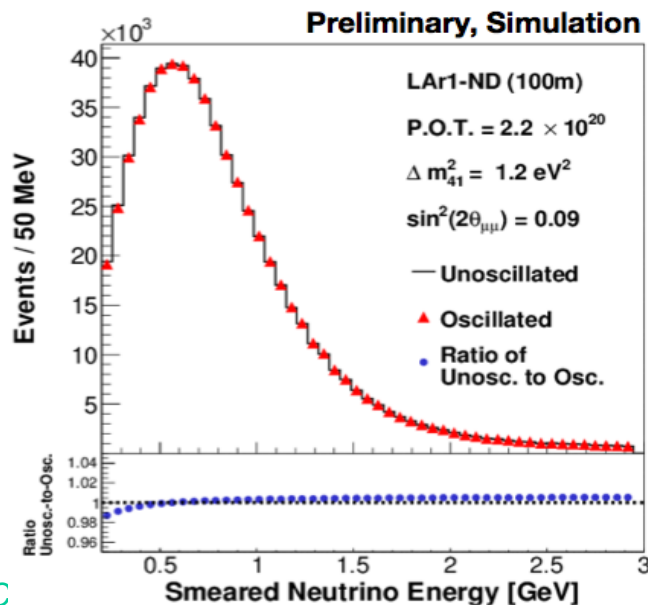 Preliminary, Simulation
×10³
40
35
30
25
20
15
10
5
Events / 50 MeV
LAr1-ND (100m)
P.O.T. = 2.2 × 10²⁰
Δ m²₄₁ = 1.2 eV²
sin²(2θ_μμ) = 0.09
Unoscillated
Oscillated
Ratio of
Unosc. to Osc.
1.04
1.02
1
0.98
0.96
Ratio
Unosc.-to-Osc.
0.5
1
1.5
2
2.5
3
Smeared Neutrino Energy [GeV]